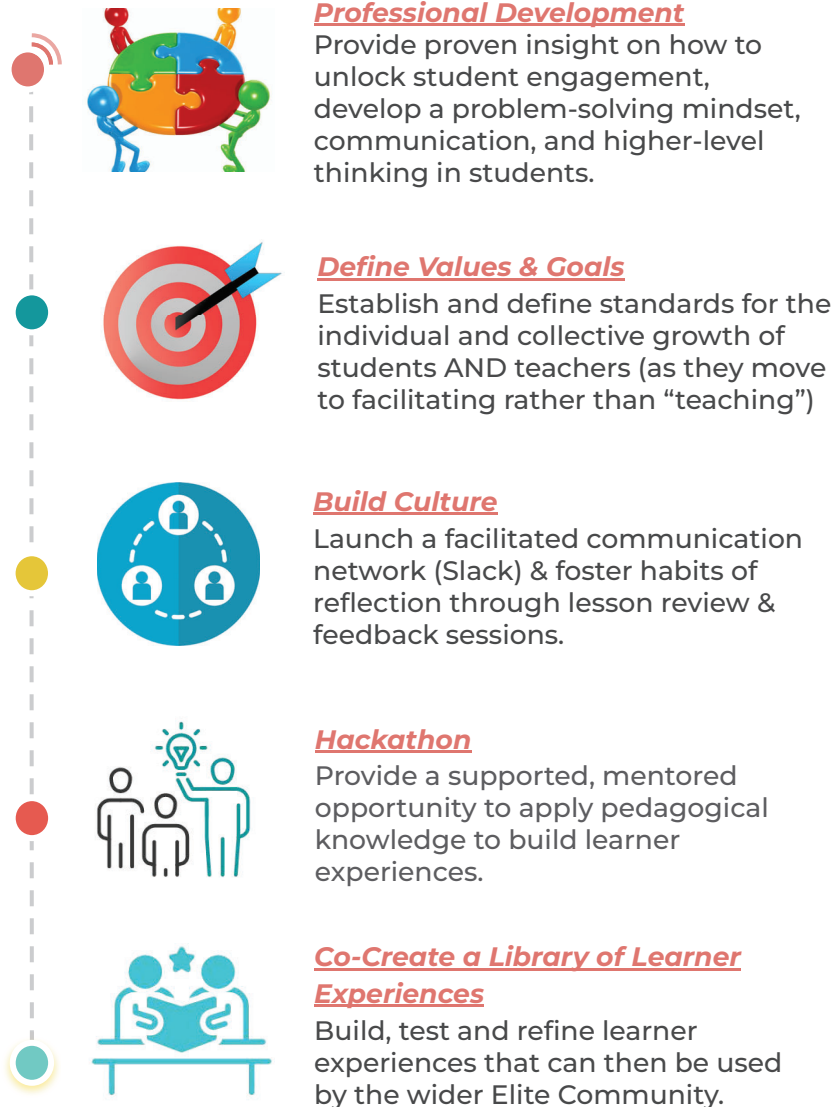 Professional Development
Provide proven insight on how to
unlock student engagement,
develop a problem-solving mindset,
communication, and higher-level
thinking in students.
Define Values & Goals
Establish and define standards for the
individual and collective growth of
students AND teachers (as they move
to facilitating rather than “teaching”)
Build Culture
Launch a facilitated communication
network (Slack) & foster habits of
reflection through lesson review &
feedback sessions.
Hackathon
Provide a supported, mentored
opportunity to apply pedagogical
knowledge to build learner
experiences.
Co-Create a Library of Learner
Experiences
Build, test and refine learner
experiences that can then be used
by the wider Elite Community.